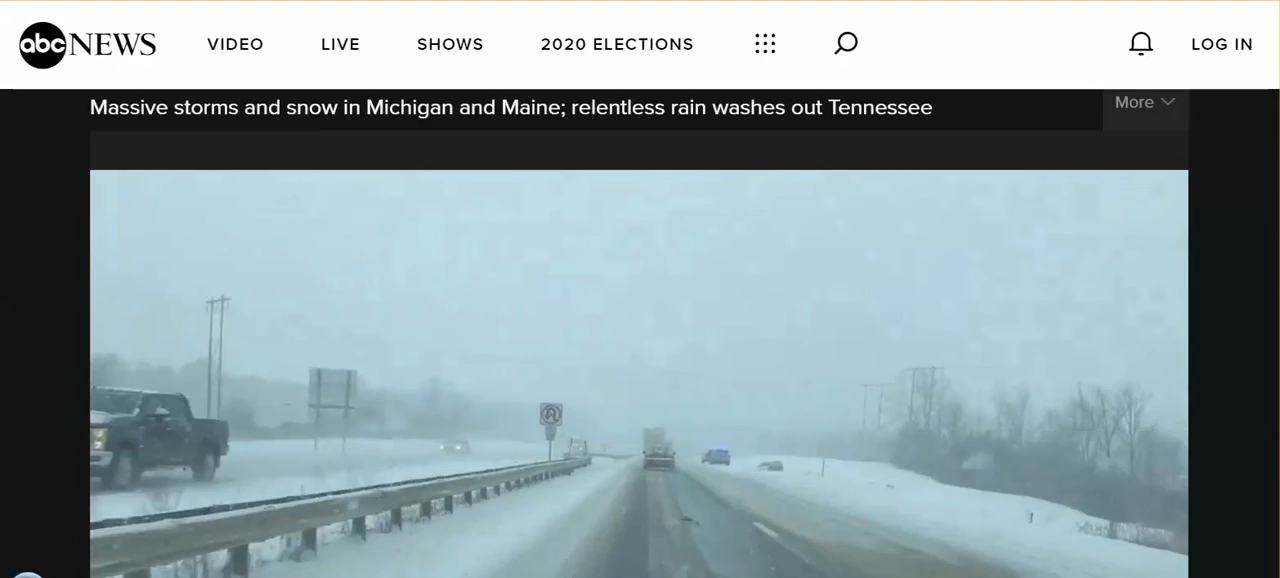 abc NEWS VIDEO LIVE SHOWS 2020 ELECTIONS LOG IN
Massive storms and snow in Michigan and Maine; relentless rain washes out Tennessee More